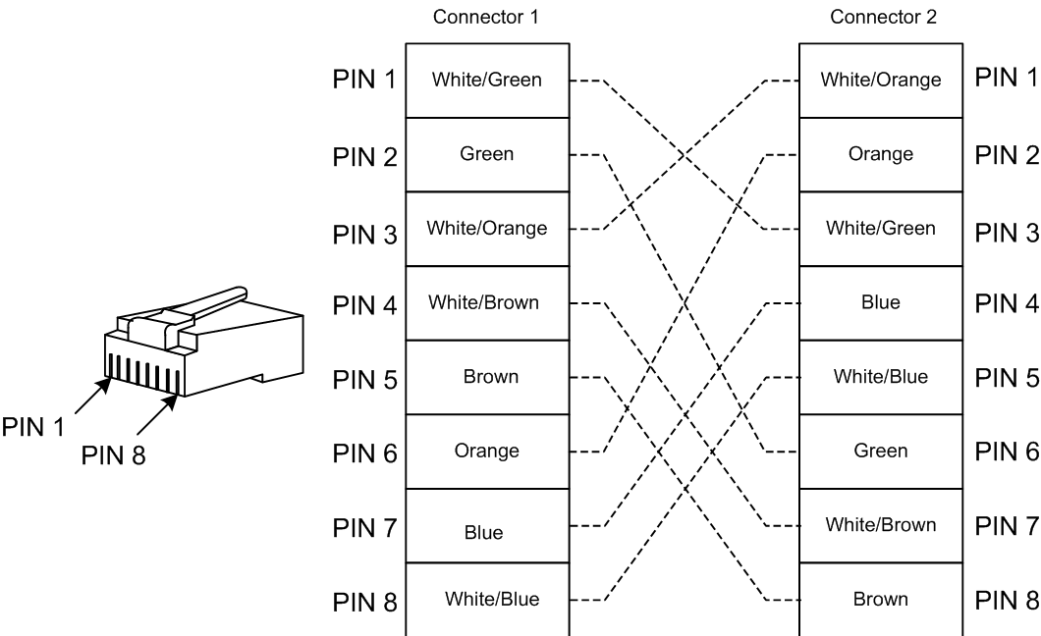 Connector 1 Connector 2
PIN 1 White/Green White/Orange PIN 1
PIN 2 Green Orange PIN 2
PIN 3 White/Orange White/Green PIN 3
PIN 4 White/Brown Blue PIN 4
PIN 5 Brown White/Blue PIN 5
PIN 6 Orange Green PIN 6
PIN 7 Blue White/Brown PIN 7
PIN 8 White/Blue Brown PIN 8
PIN 1
PIN 8